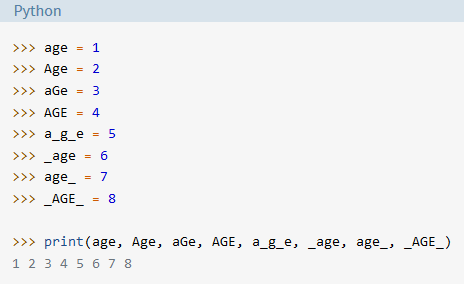 Python
>>> age = 1
>>> Age = 2
>>> aGe = 3
>>> AGE = 4
>>> a_g_e = 5
>>> _age = 6
>>> age_ = 7
>>> _AGE_ = 8
>>> print(age, Age, aGe, AGE, a_g_e, _age, age_, _AGE_)
1 2 3 4 5 6 7 8